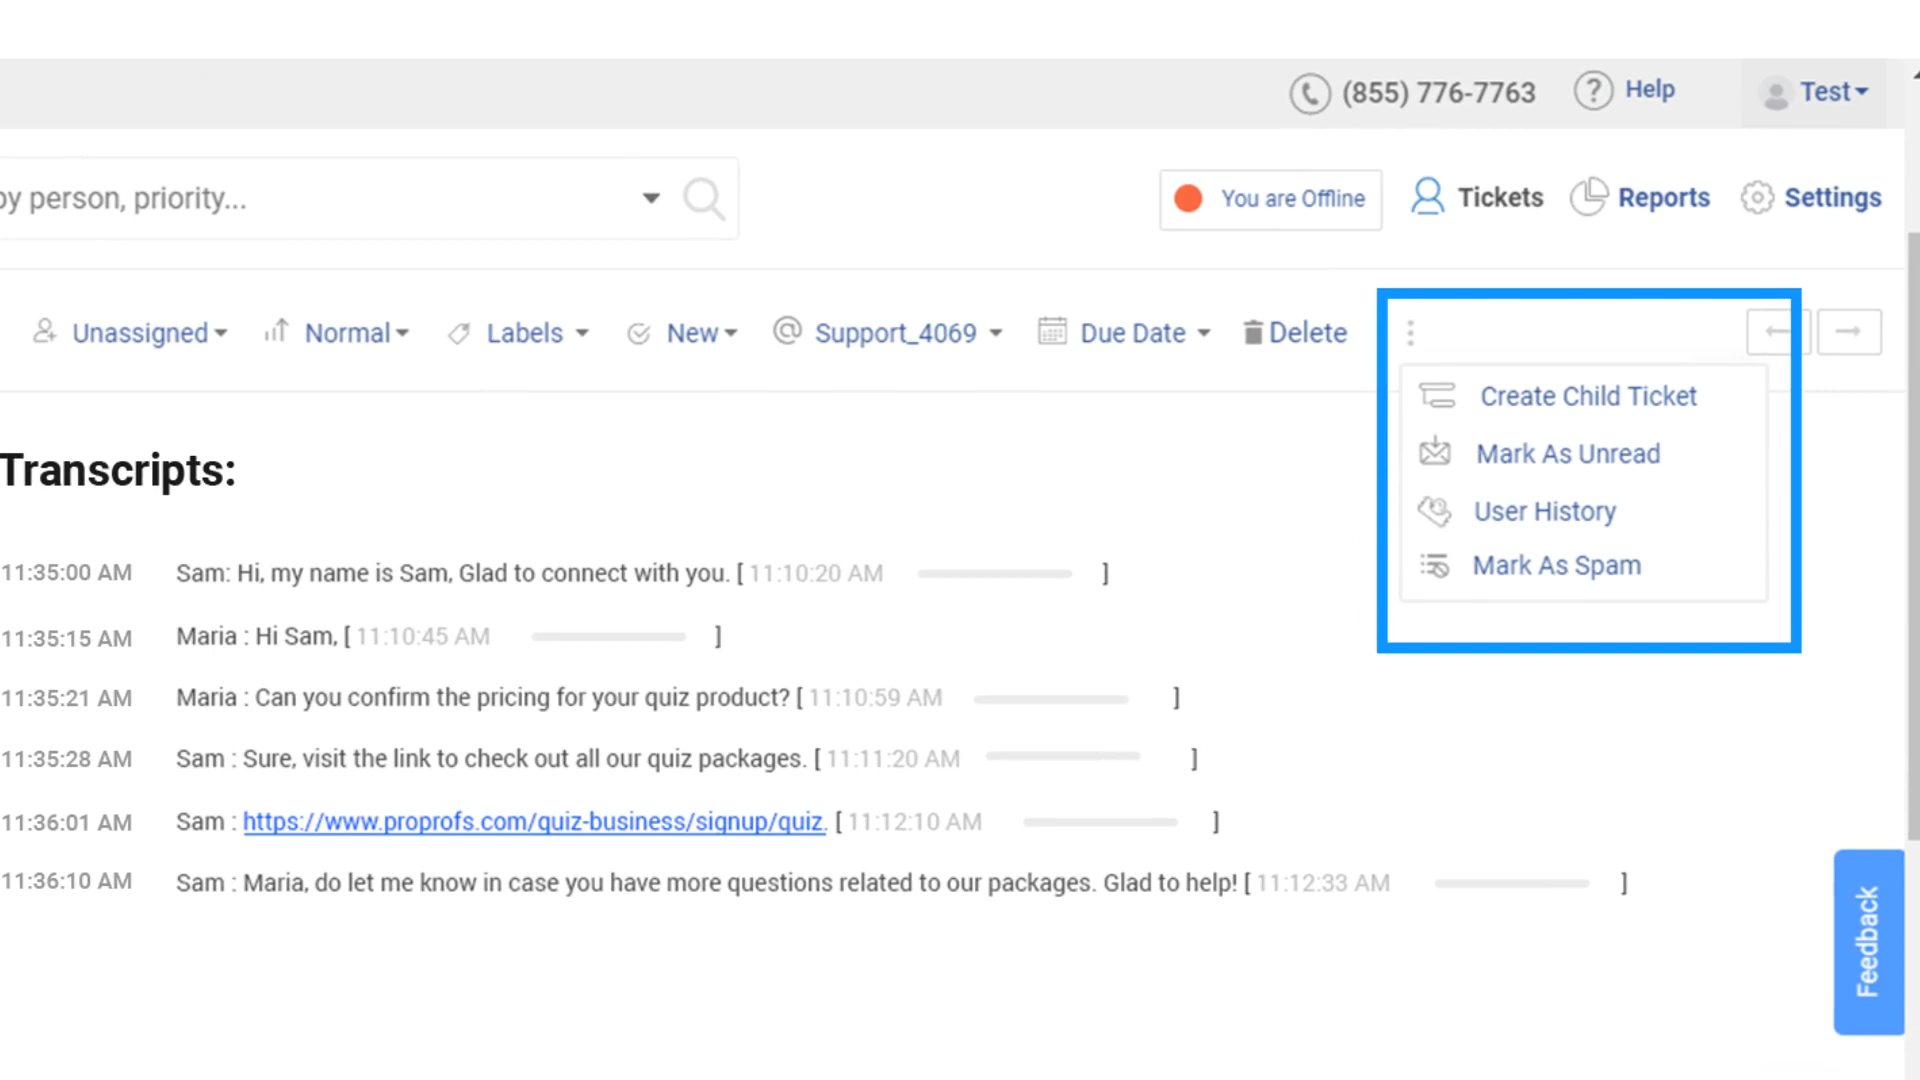 (855) 776-7763 Help Test
by person, priority...
You are Offline Tickets Reports Settings
Unassigned Normal Labels New Support_4069 Due Date Delete
Create Child Ticket
Mark As Unread
User History
Mark As Spam
Transcripts:
11:35:00 AM Sam: Hi, my name is Sam, Glad to connect with you. [ 11:10:20 AM ]
11:35:15 AM Maria : Hi Sam, [ 11:10:45 AM ]
11:35:21 AM Maria : Can you confirm the pricing for your quiz product? [ 11:10:59 AM ]
11:35:28 AM Sam : Sure, visit the link to check out all our quiz packages. [ 11:11:20 AM ]
11:36:01 AM Sam : https://www.proprofs.com/quiz-business/signup/quiz. [ 11:12:10 AM ]
11:36:10 AM Sam : Maria, do let me know in case you have more questions related to our packages. Glad to help! [ 11:12:33 AM ]
Feedback